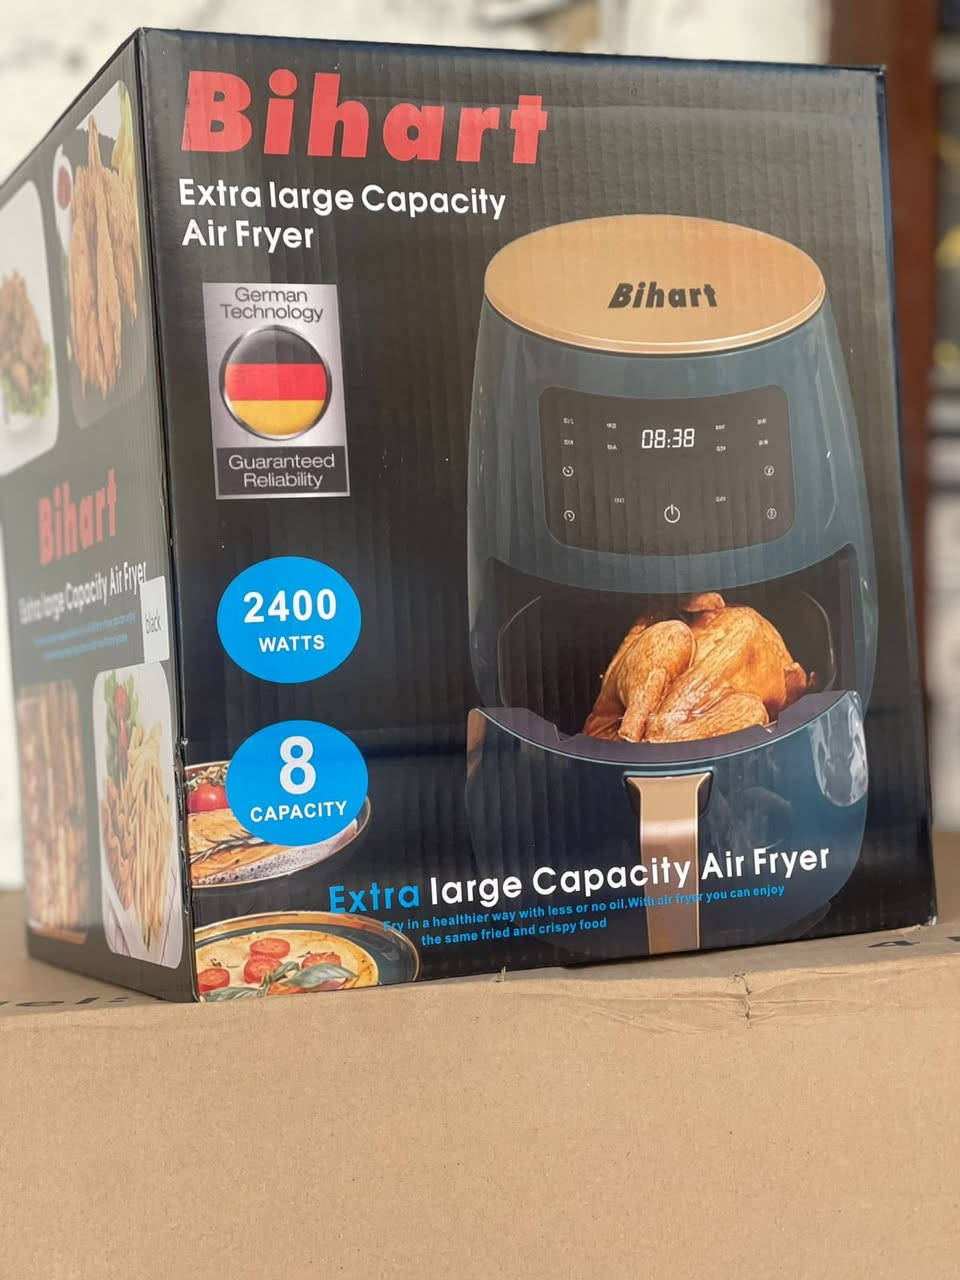 Bihart
Extra large Capacity
Air Fryer
German
Technology
Guaranteed
Reliability
Bihart
08:38
2400
WATTS
8
CAPACITY
Extra large Capacity Air Fryer
Fry in a healthier way with less or no oil.With air fryer you can enjoy
the same fried and crispy food
Bihart
Extra large Capacity Air Fryer
black